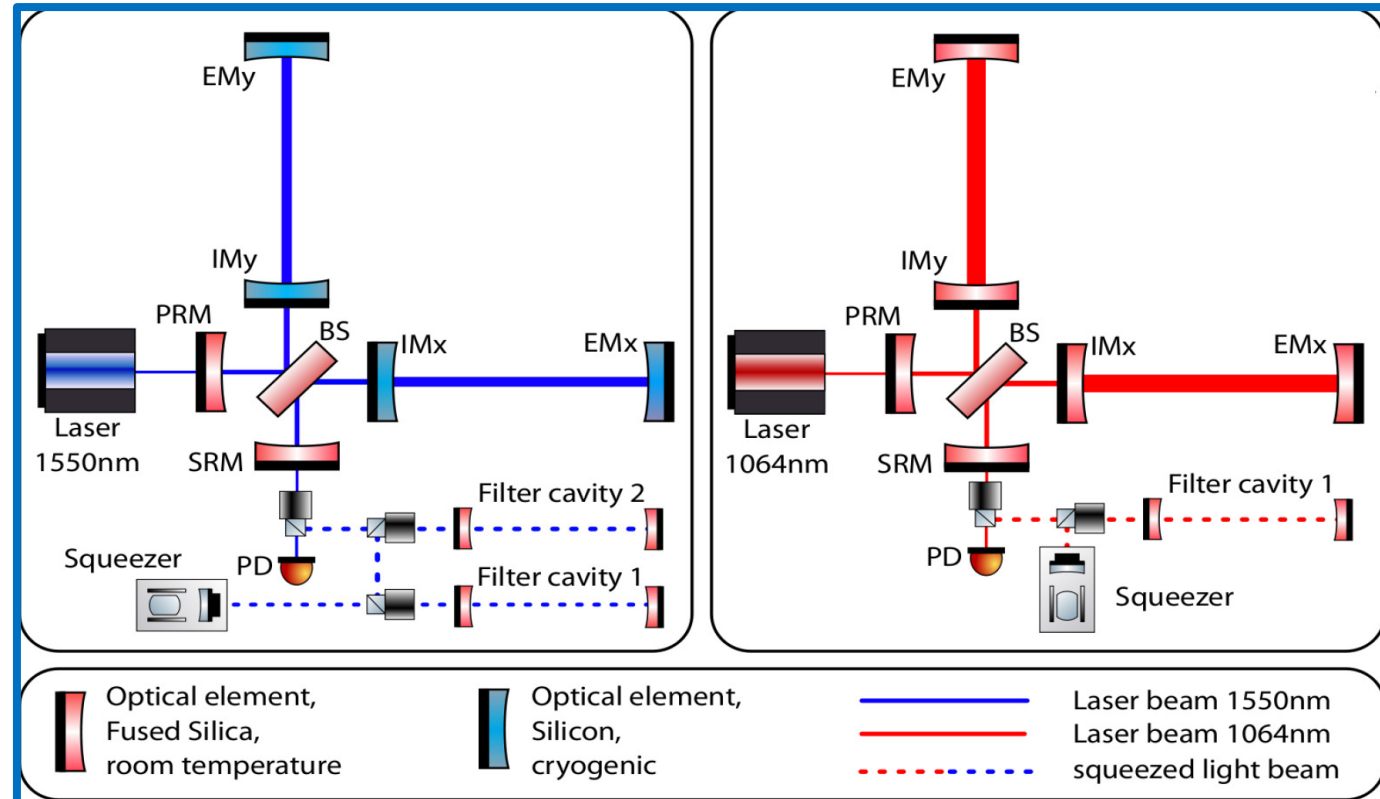 EMy
IMy
PRM
BS
IMx
EMx
Laser
1550nm
SRM
Filter cavity 2
PD
Squeezer
Filter cavity 1
EMy
IMy
PRM
BS
IMx
EMx
Laser
1064nm
SRM
Filter cavity 1
PD
Squeezer
Optical element,
Fused Silica,
room temperature
Optical element,
Silicon,
cryogenic
Laser beam 1550nm
Laser beam 1064nm
squeezed light beam